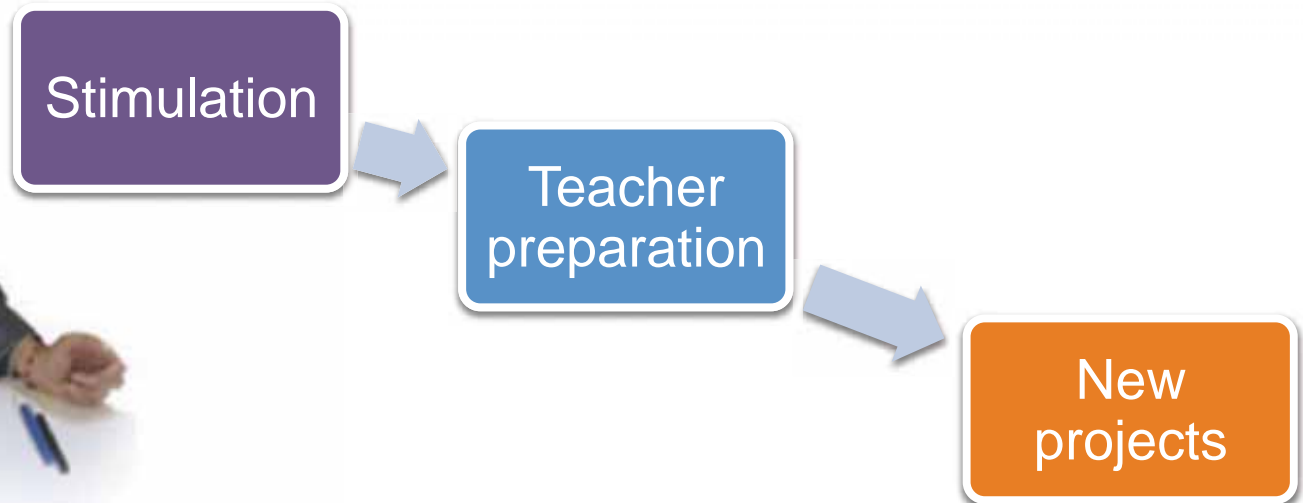 Stimulation
Teacher
preparation
New
projects